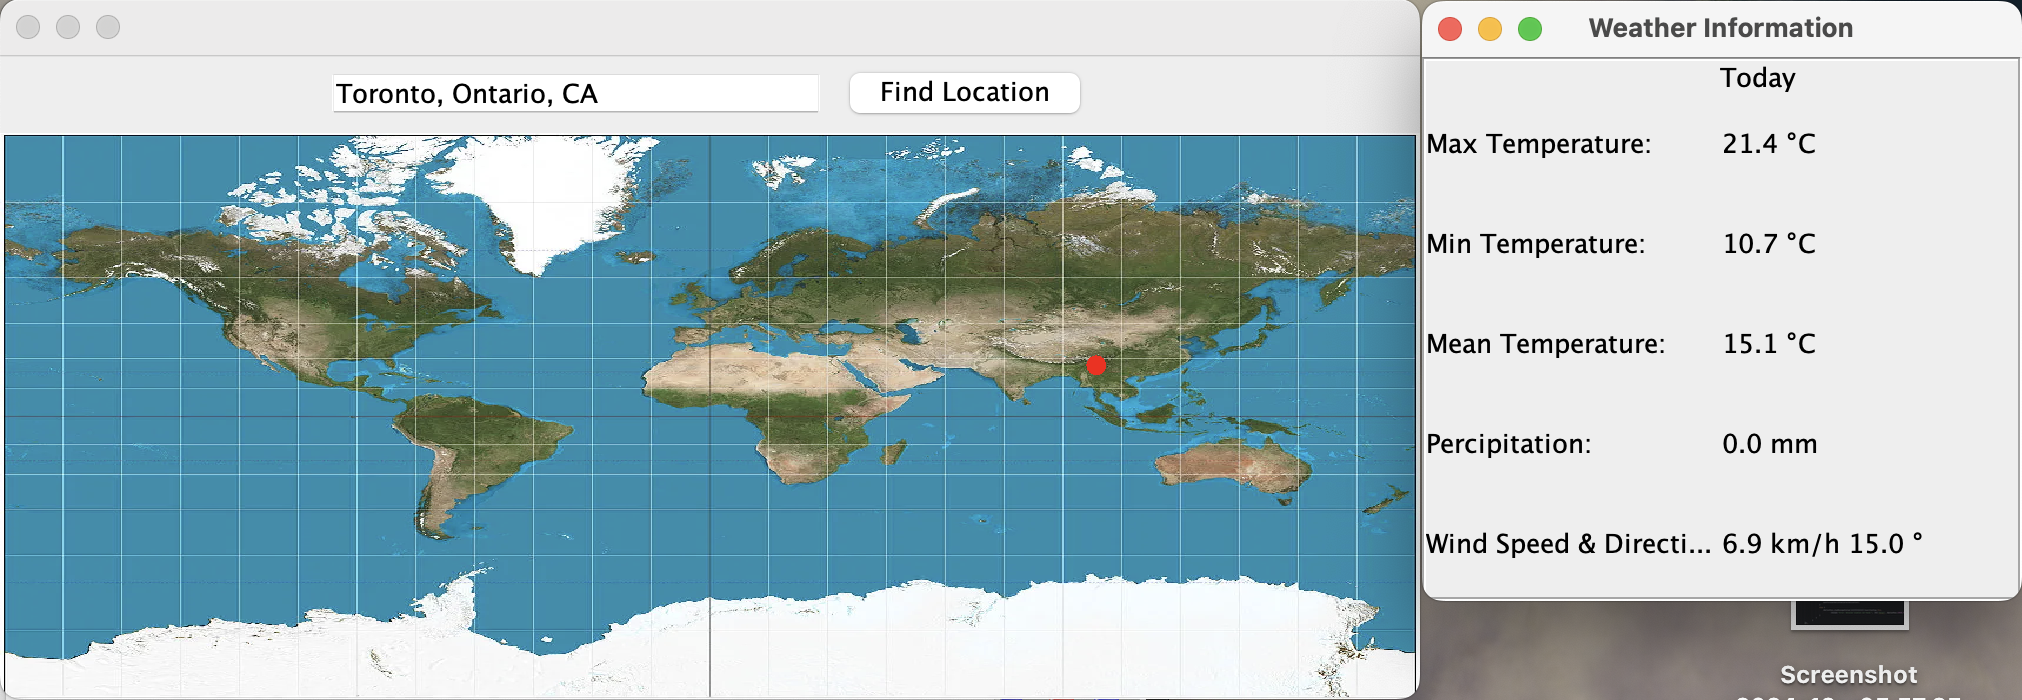 Toronto, Ontario, CA
Find Location
Weather Information
Today
Max Temperature: 21.4 °C
Min Temperature: 10.7 °C
Mean Temperature: 15.1 °C
Percipitation: 0.0 mm
Wind Speed & Directi... 6.9 km/h 15.0 °
Screenshot